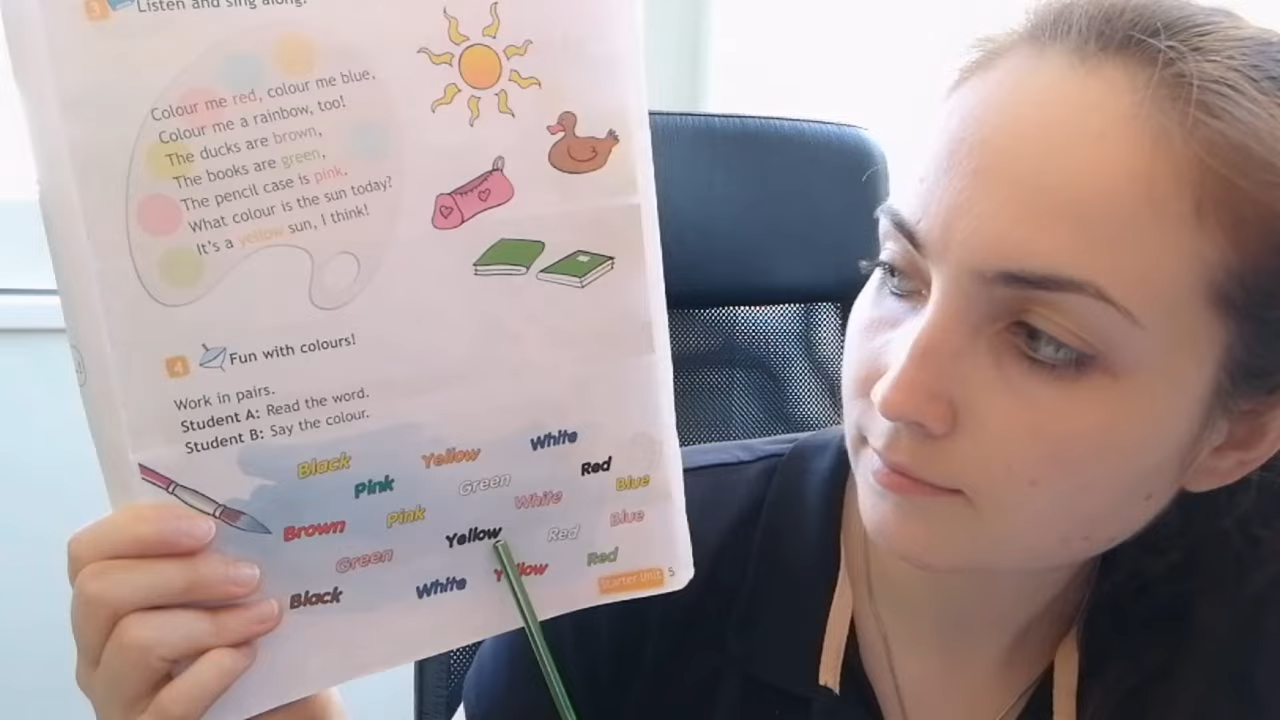 3 Listen and sing along!
Colour me red, colour me blue,
Colour me a rainbow, too!
The ducks are brown,
The books are green,
The pencil case is pink.
What colour is the sun today?
It's a yellow sun, I think!
4 Fun with colours!
Work in pairs.
Student A: Read the word.
Student B: Say the colour.
Black Yellow White
Pink Green Red
Brown Pink White Blue
Green Yellow Red Blue
Black White Yellow Red
Starter Unit 5